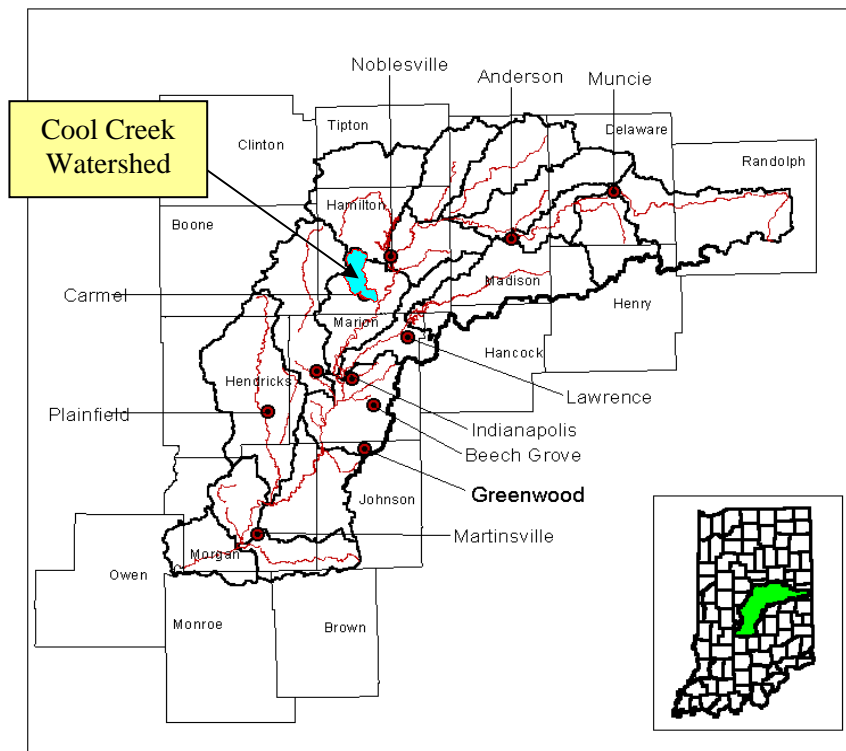 Noblesville
Anderson
Muncie
Cool Creek
Watershed
Tipton
Clinton
Delaware
Randolph
Hamilton
Boone
Carmel
Madison
Henry
Marion
Hancock
Hendricks
Lawrence
Plainfield
Indianapolis
Beech Grove
Greenwood
Johnson
Martinsville
Morgan
Owen
Monroe
Brown